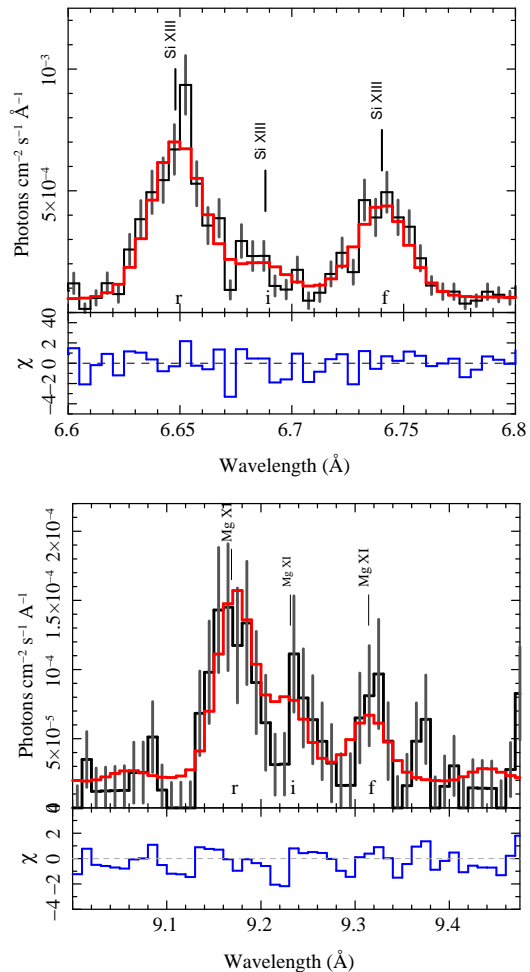 Photons cm⁻² s⁻¹ Å⁻¹
5×10⁻⁴
10⁻³
Si XIII
Si XIII
Si XIII
r
i
f
χ
−4
−2
0
2
4
0
6.6
6.65
6.7
6.75
6.8
Wavelength (Å)
Photons cm⁻² s⁻¹ A⁻¹
0
5×10⁻⁵
10⁻⁴
1.5×10⁻⁴
2×10⁻⁴
Mg XI
Mg XI
Mg XI
r
i
f
χ
−4
−2
0
2
9.1
9.2
9.3
9.4
Wavelength (Å)